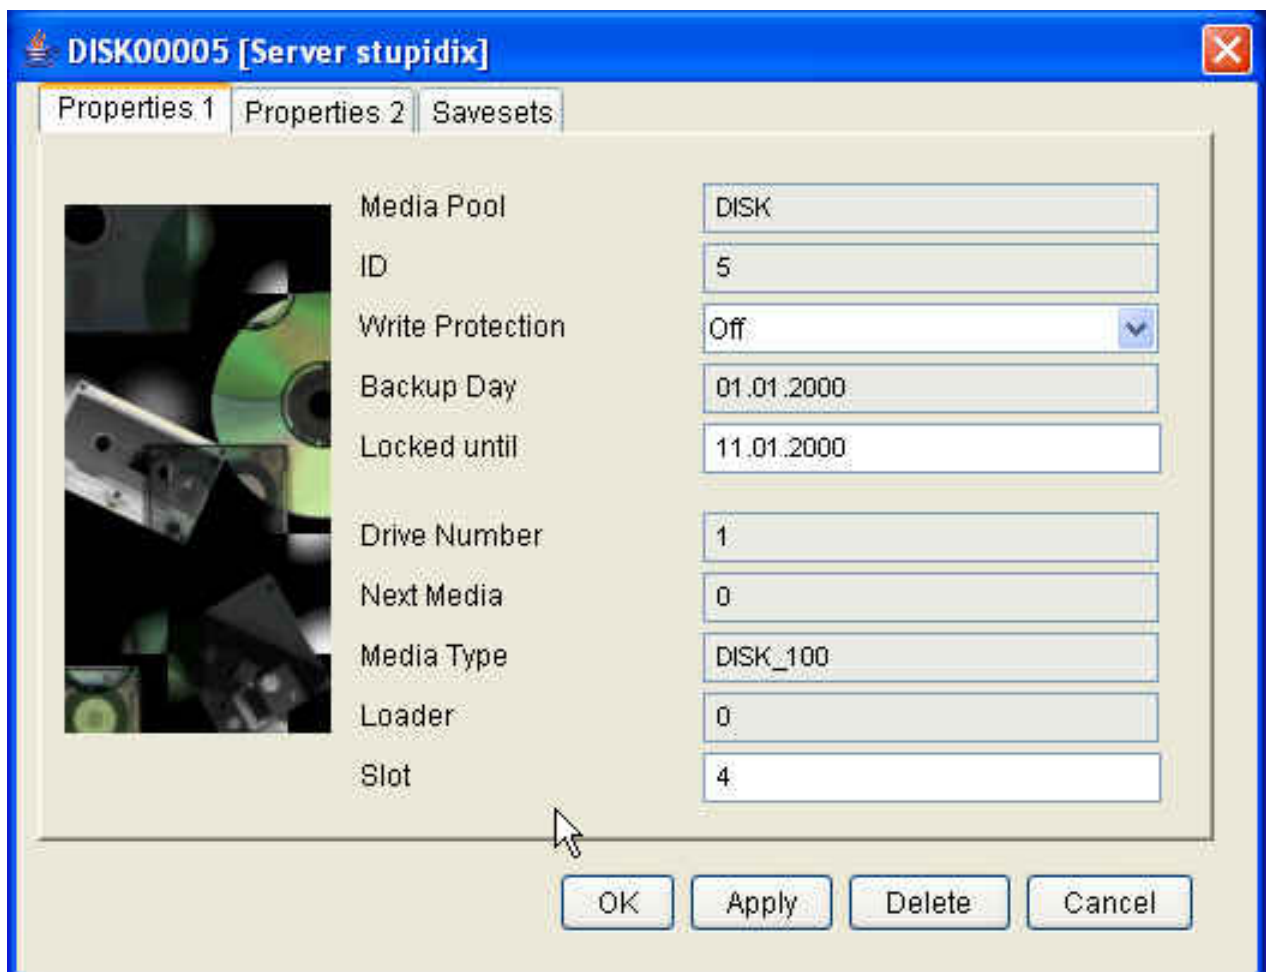 DISK00005 [Server stupidix]
Properties 1 Properties 2 Savesets
Media Pool DISK
ID 5
Write Protection Off
Backup Day 01.01.2000
Locked until 11.01.2000
Drive Number 1
Next Media 0
Media Type DISK_100
Loader 0
Slot 4
OK Apply Delete Cancel